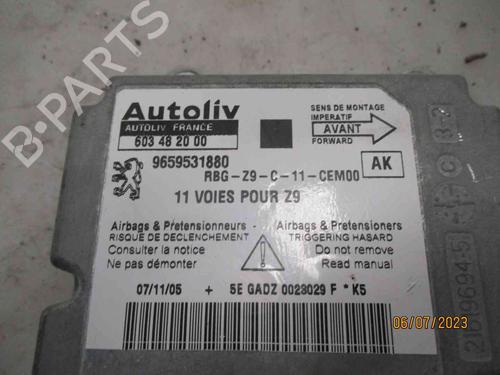 B-PARTS
Autoliv
AUTOLIV FRANCE
603 48 20 00
SENS DE MONTAGE
IMPERATIF
AVANT
FORWARD
9659531880
RBG-Z9-C-11-CEM00
AK
11 VOIES POUR Z9
Airbags & Pretensionneurs
RISQUE DE DECLENCHEMENT
Consulter la notice
Ne pas démonter
Airbags & Pretensioners
TRIGGERING HASARD
Do not remove
Read manual
07/11/05 + 5E GADZ 0023029 F * K5
06/07/2023